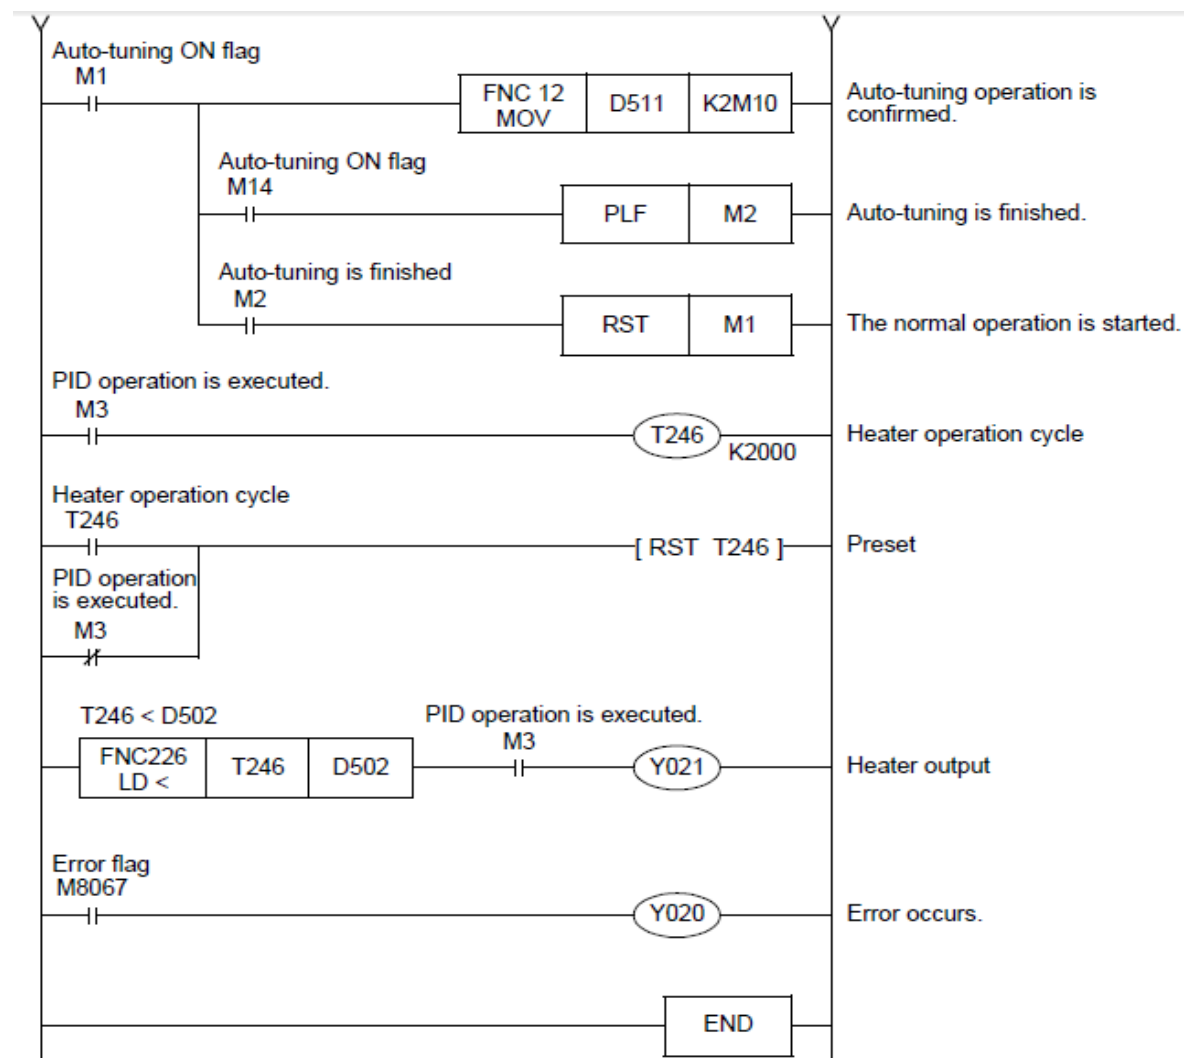 Auto-tuning ON flag
M1
FNC 12
MOV
D511
K2M10
Auto-tuning operation is
confirmed.
Auto-tuning ON flag
M14
PLF
M2
Auto-tuning is finished.
Auto-tuning is finished
M2
RST
M1
The normal operation is started.
PID operation is executed.
M3
T246
K2000
Heater operation cycle
Heater operation cycle
T246
[ RST T246 ]
Preset
PID operation
is executed.
M3
T246 < D502
FNC226
LD <
T246
D502
PID operation is executed.
M3
Y021
Heater output
Error flag
M8067
Y020
Error occurs.
END